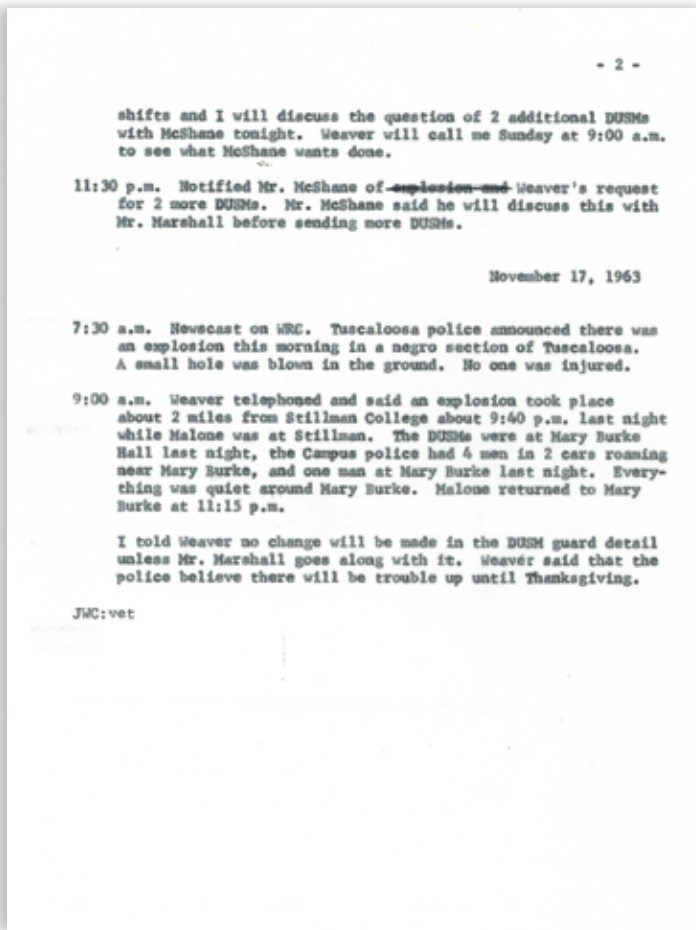 - 2 -
shifts and I will discuss the question of 2 additional DUSMs
with McShane tonight. Weaver will call me Sunday at 9:00 a.m.
to see what McShane wants done.
11:30 p.m. Notified Mr. McShane of explosion and Weaver's request
for 2 more DUSMs. Mr. McShane said he will discuss this with
Mr. Marshall before sending more DUSMs.
November 17, 1963
7:30 a.m. Newscast on WRC. Tuscaloosa police announced there was
an explosion this morning in a negro section of Tuscaloosa.
A small hole was blown in the ground. No one was injured.
9:00 a.m. Weaver telephoned and said an explosion took place
about 2 miles from Stillman College about 9:40 p.m. last night
while Malone was at Stillman. The DUSMs were at Mary Burke
Hall last night, the Campus police had 4 men in 2 cars roaming
near Mary Burke, and one man at Mary Burke last night. Every-
thing was quiet around Mary Burke. Malone returned to Mary
Burke at 11:15 p.m.
I told Weaver no change will be made in the DUSM guard detail
unless Mr. Marshall goes along with it. Weaver said that the
police believe there will be trouble up until Thanksgiving.
JWC:vet